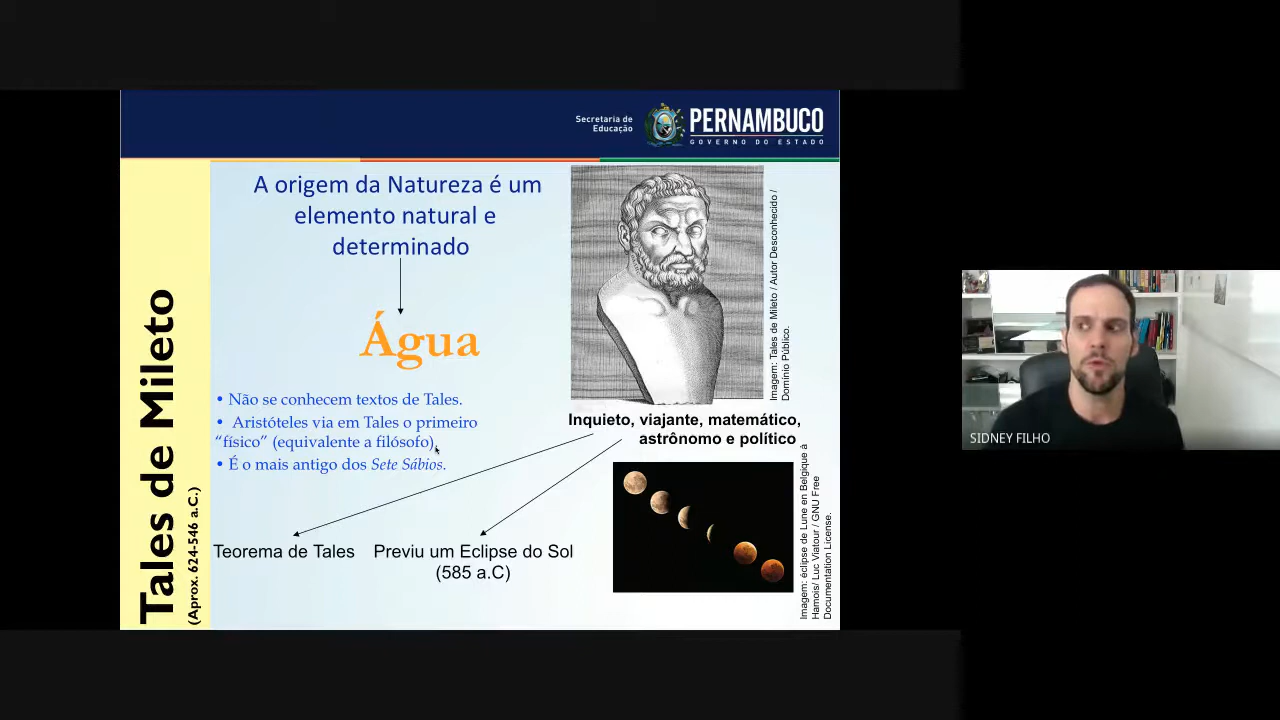 Secretaria de
Educação
PERNAMBUCO
GOVERNO DO ESTADO
Tales de Mileto
(Aprox. 624-546 a.C.)
A origem da Natureza é um
elemento natural e
determinado
Água
• Não se conhecem textos de Tales.
• Aristóteles via em Tales o primeiro
“físico” (equivalente a filósofo).
• É o mais antigo dos Sete Sábios.
Imagem: Tales de Mileto / Autor Desconhecido /
Domínio Público.
Inquieto, viajante, matemático,
astrônomo e político
Teorema de Tales
Previu um Eclipse do Sol
(585 a.C)
Imagem: éclipse de Lune en Belgique à
Hamois/ Luc Viatour / GNU Free
Documentation License.
SIDNEY FILHO